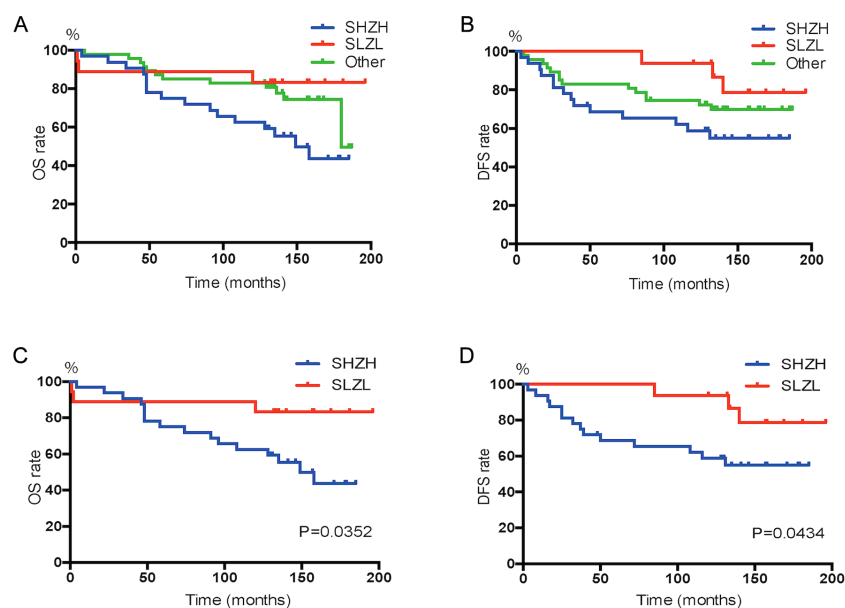 A
SHZH
SLZL
Other
%
100
80
60
40
20
0
OS rate
0 50 100 150 200
Time (months)
B
SHZH
SLZL
Other
%
100
80
60
40
20
0
DFS rate
0 50 100 150 200
Time (months)
C
SHZH
SLZL
%
100
80
60
40
20
0
OS rate
P=0.0352
0 50 100 150 200
Time (months)
D
SHZH
SLZL
%
100
80
60
40
20
0
DFS rate
P=0.0434
0 50 100 150 200
Time (months)